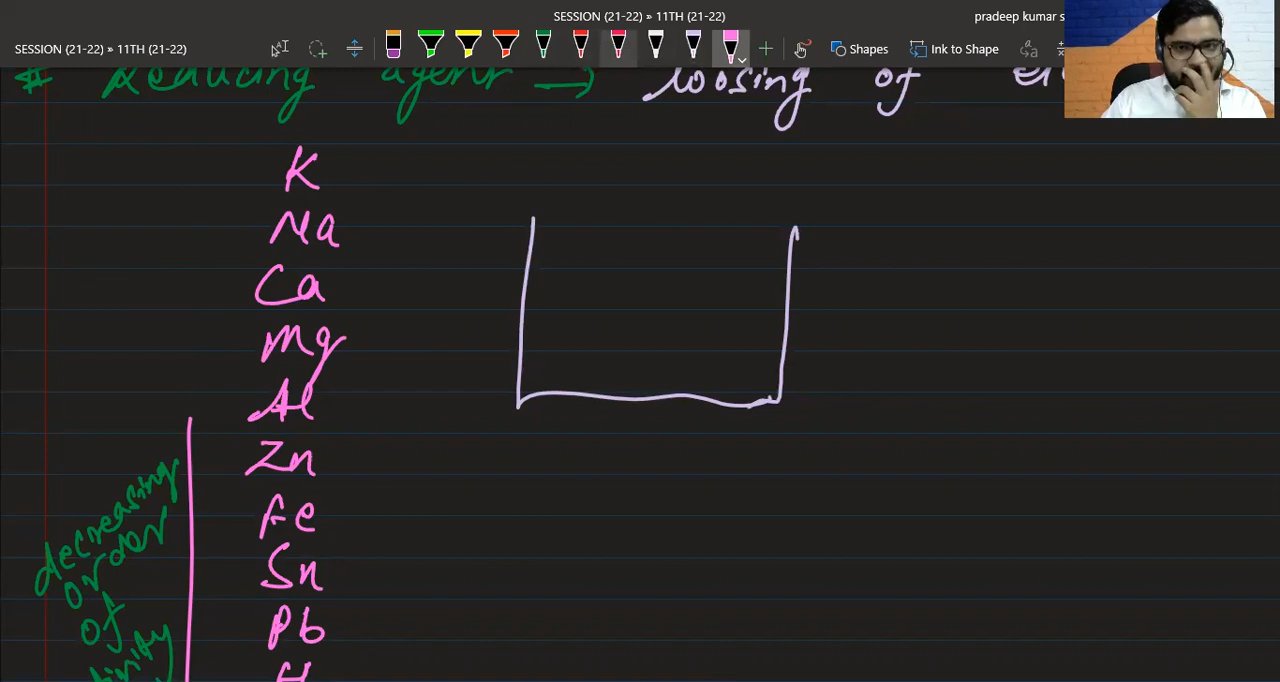 SESSION (21-22) » 11TH (21-22)
pradeep kumar s
SESSION (21-22) » 11TH (21-22)
Shapes
Ink to Shape
# Reducing agent → loosing of
K
Na
Ca
Mg
Al
Zn
Fe
Sn
Pb
H
decreasing
order
of